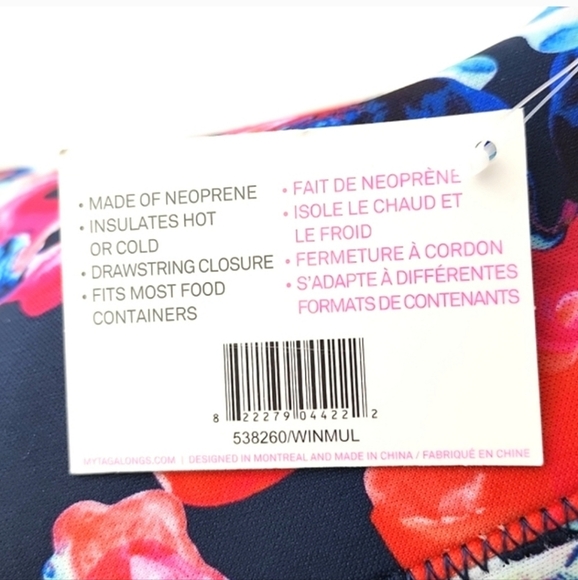 • MADE OF NEOPRENE
• INSULATES HOT
OR COLD
• DRAWSTRING CLOSURE
• FITS MOST FOOD
CONTAINERS
• FAIT DE NEOPRÈNE
• ISOLE LE CHAUD ET
LE FROID
• FERMETURE À CORDON
• S'ADAPTE À DIFFÉRENTES
FORMATS DE CONTENANTS
8 22279 04422 2
538260/WINMUL
MYTAGALONGS.COM | DESIGNED IN MONTREAL AND MADE IN CHINA / FABRIQUÉ EN CHINE